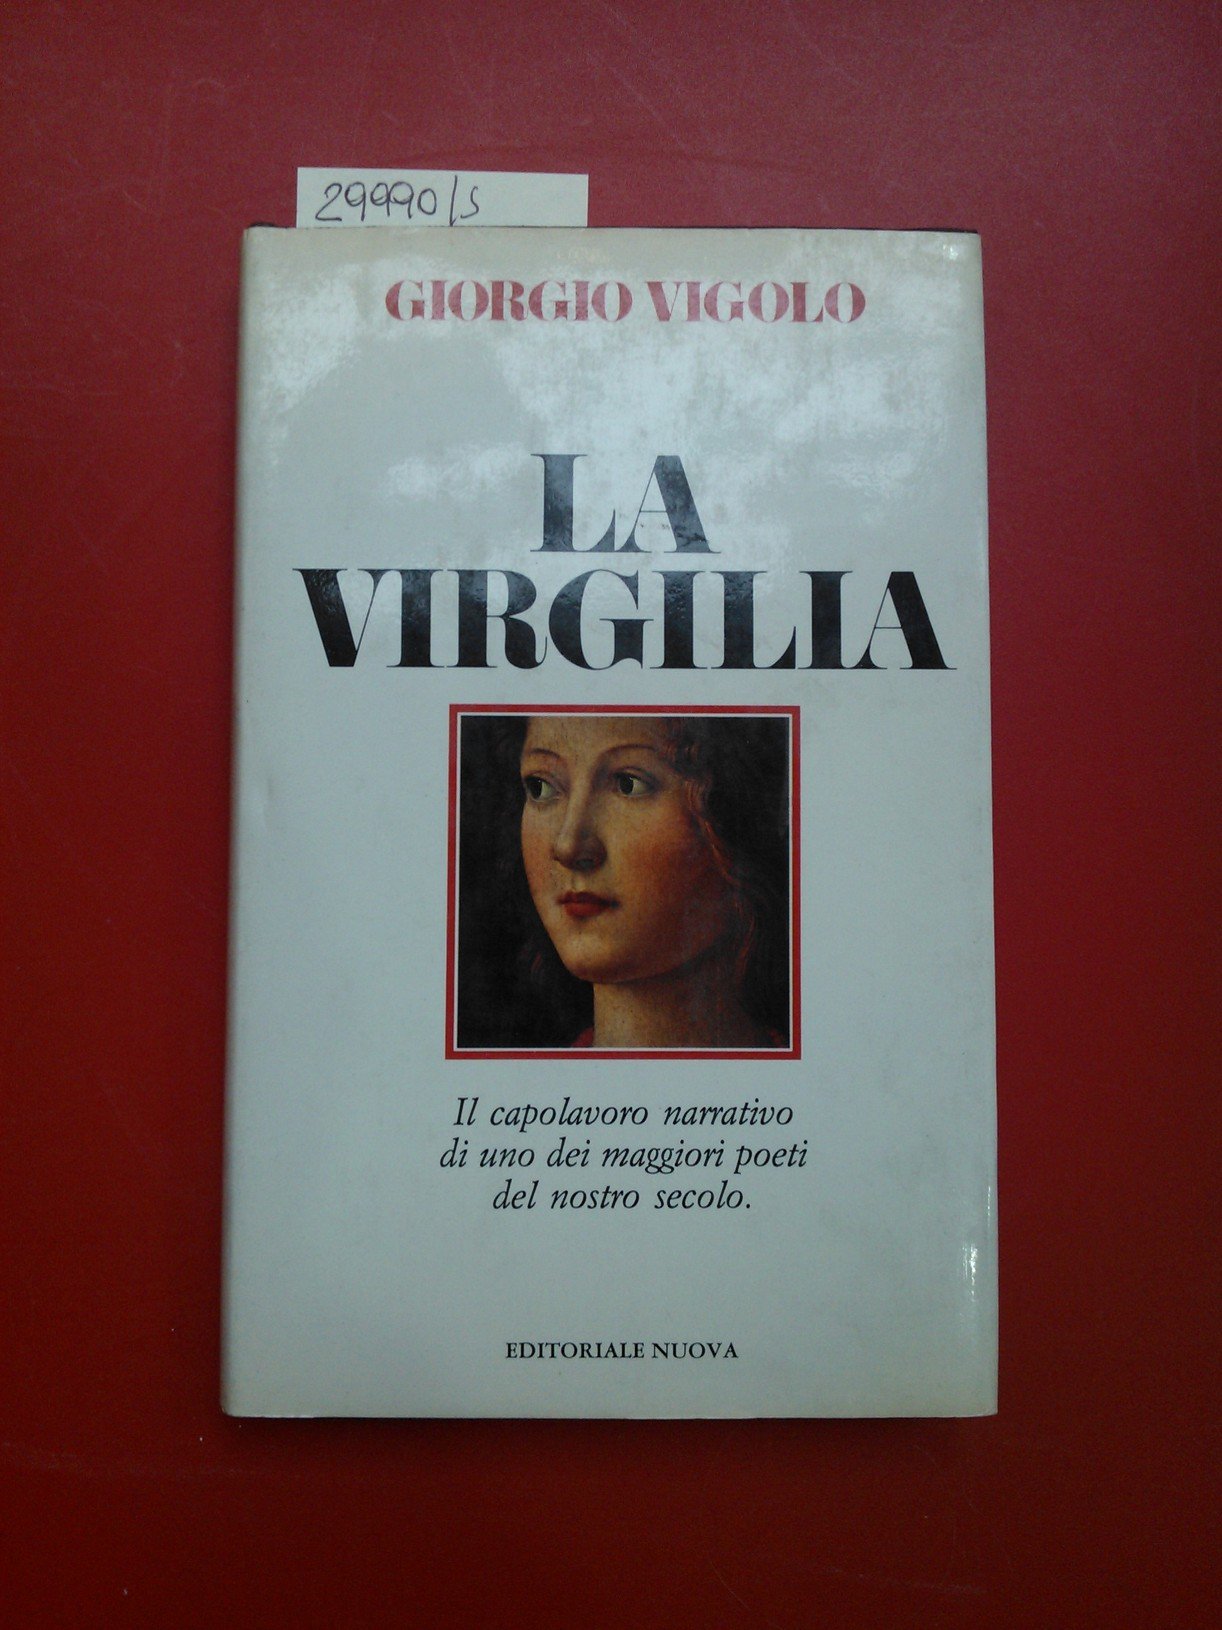 29990/s
GIORGIO VIGOLO
LA
VIRGILIA
Il capolavoro narrativo
di uno dei maggiori poeti
del nostro secolo.
EDITORIALE NUOVA